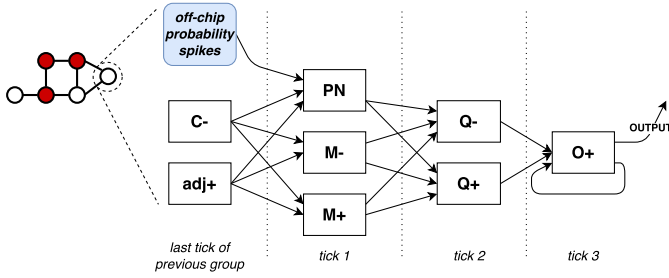 off-chip
probability
spikes
C-
adj+
PN
M-
M+
Q-
Q+
O+
OUTPUT
last tick of
previous group
tick 1
tick 2
tick 3